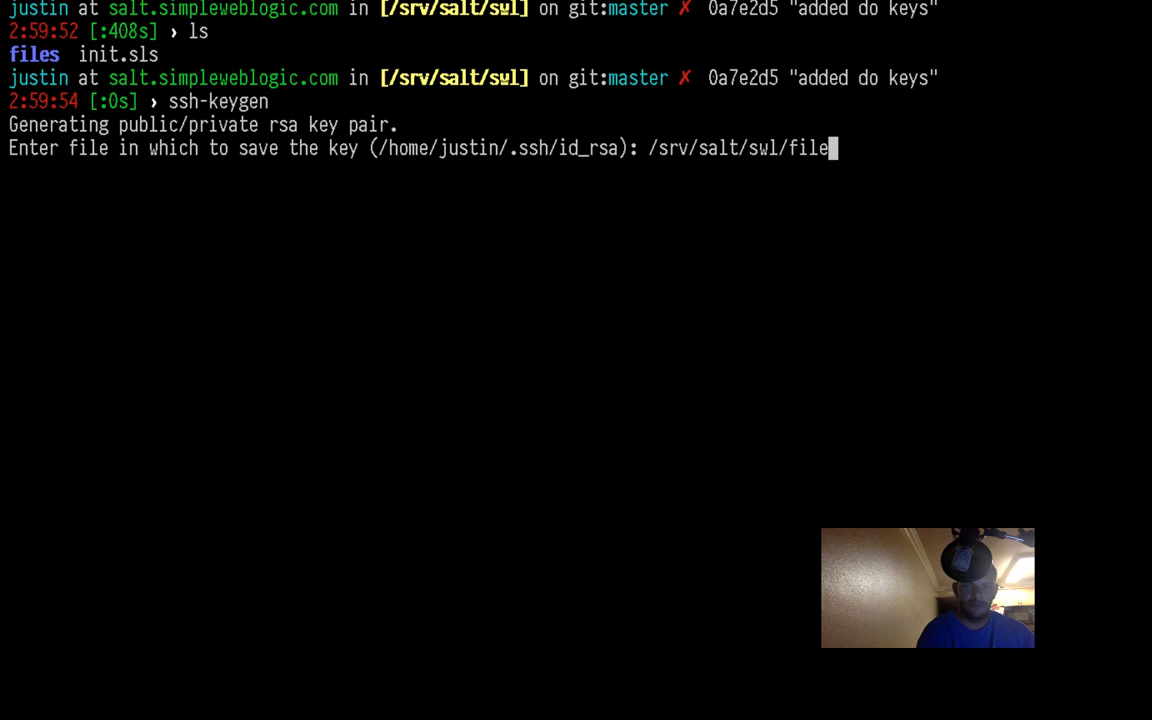 justin at salt.simpleweblogic.com in [/srv/salt/swl] on git:master ✗ 0a7e2d5 "added do keys"
2:59:52 [:408s] › ls
files  init.sls
justin at salt.simpleweblogic.com in [/srv/salt/swl] on git:master ✗ 0a7e2d5 "added do keys"
2:59:54 [:0s] › ssh-keygen
Generating public/private rsa key pair.
Enter file in which to save the key (/home/justin/.ssh/id_rsa): /srv/salt/swl/file